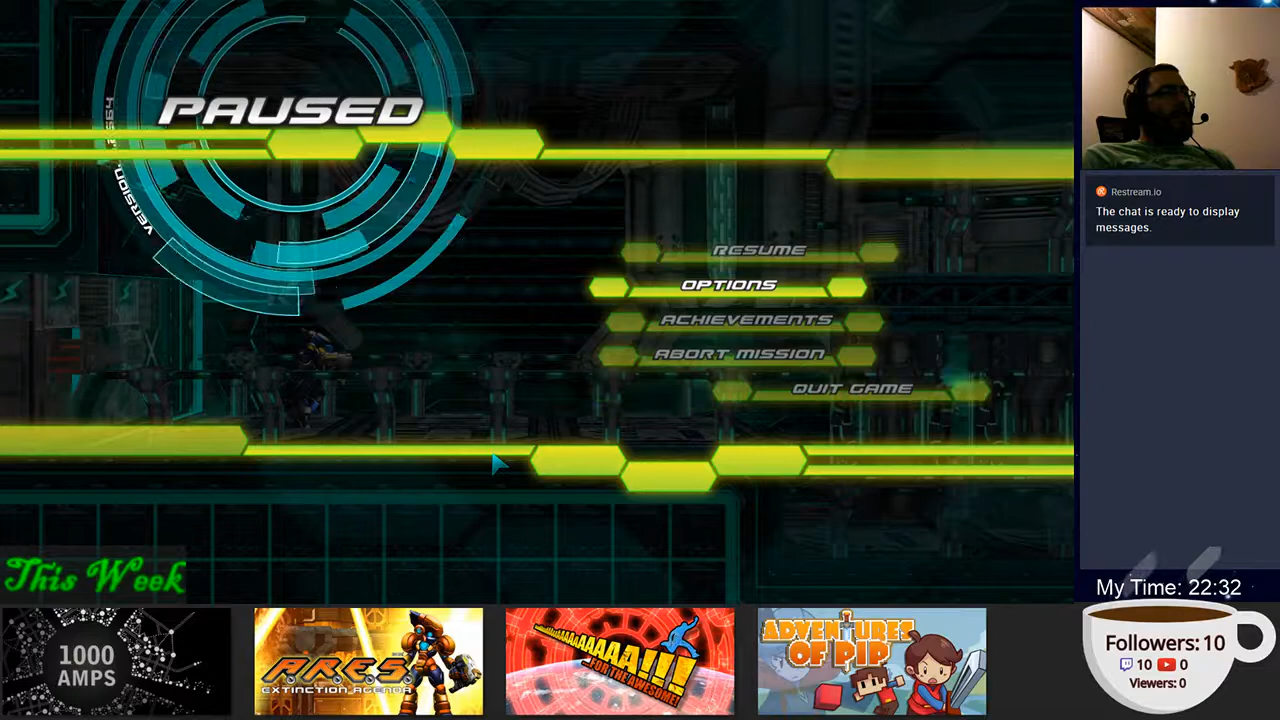 PAUSED
VERSION
RESUME
OPTIONS
ACHIEVEMENTS
ABORT MISSION
QUIT GAME
Restream.Io
The chat is ready to display
messages.
This Week
My Time: 22:32
1000
AMPS
ARES
EXTINCTION AGENDA
...FOR THE AWESOME!
ADVENTURES
OF PIP
Followers: 10
10 0
Viewers: 0